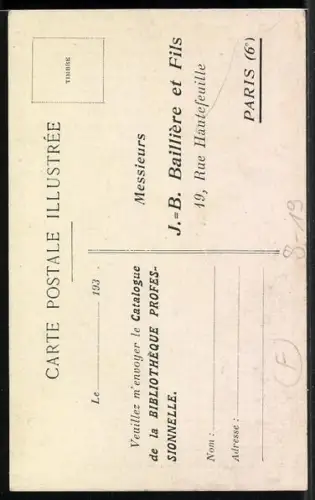 CARTE POSTALE ILLUSTRÉE
TIMBRE
Le 193 .
Veuillez m'envoyer le Catalogue
de la BIBLIOTHÈQUE PROFES-
SIONNELLE.
Nom :
Adresse :
Messieurs
J.=B. Baillière et Fils
19, Rue Hautefeuille
PARIS (6e)
8-19
(F)